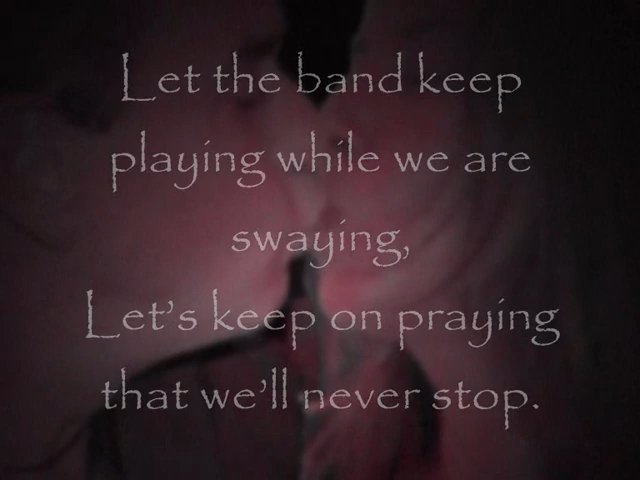 Let the band keep
playing while we are
swaying,
Let’s keep on praying
that we’ll never stop.